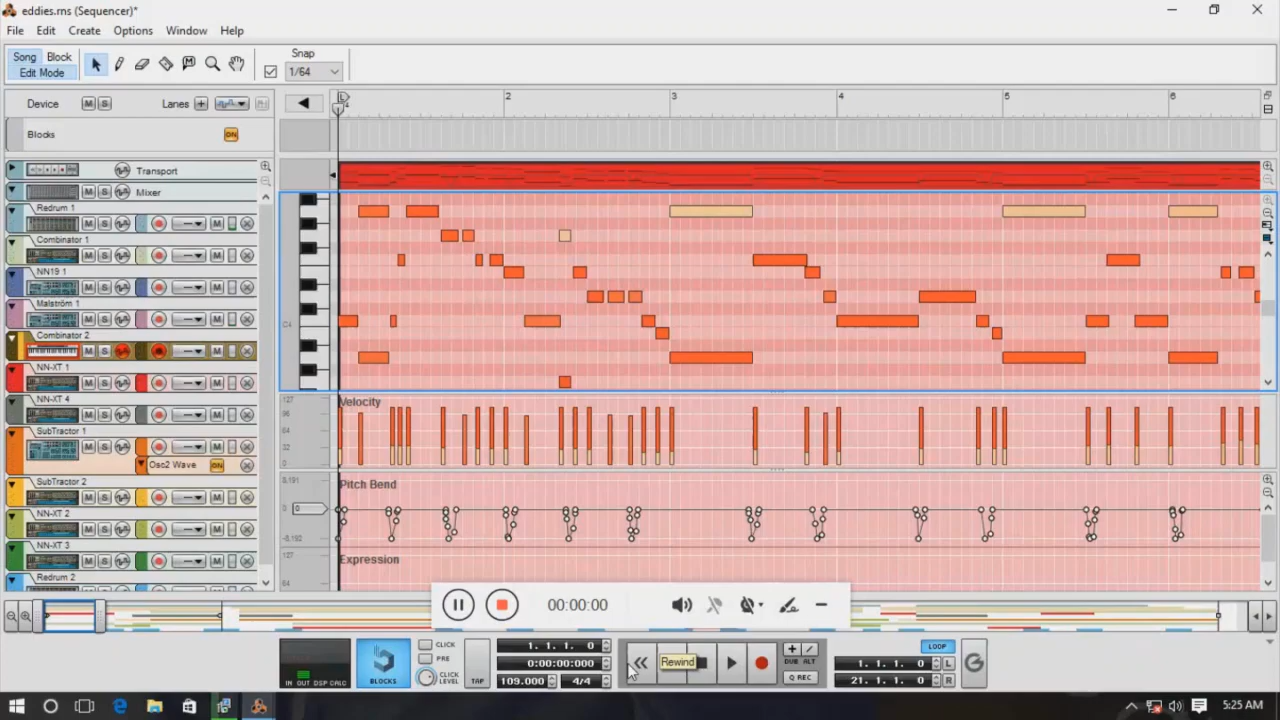 eddies.rns (Sequencer)*
File Edit Create Options Window Help
Song Block
Edit Mode
Snap
1/64
Device M S Lanes
Blocks ON
Transport
Mixer
Redrum 1
Combinator 1
NN19 1
Malström 1
Combinator 2
NN-XT 1
NN-XT 4
SubTractor 1
Osc2 Wave ON
SubTractor 2
NN-XT 2
NN-XT 3
Redrum 2
L 2 3 4 5 6
C4
Velocity
127
96
64
32
0
Pitch Bend
8,191
0
-8,192
Expression
127
64
00:00:00
IN OUT DSP CALC
BLOCKS
CLICK
PRE
CLICK LEVEL
TAP
1. 1. 1. 0
0:00:00:000
109.000 4/4
Rewind
DUB ALT
Q REC
LOOP
1. 1. 1. 0 L
21. 1. 1. 0 R
5:25 AM